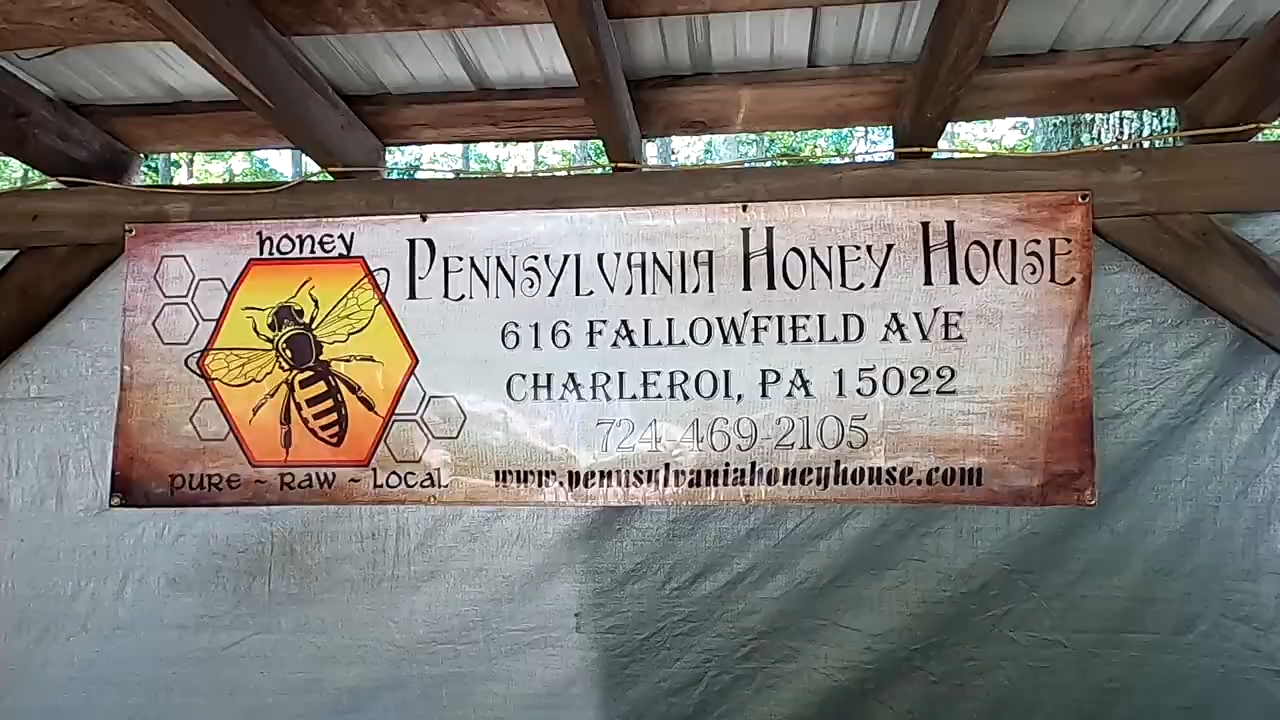 honey
PURE ~ RAW ~ LOCAL
PENNSYLVANIA HONEY HOUSE
616 FALLOWFIELD AVE
CHARLEROI, PA 15022
724-469-2105
www.pennsylvaniahoneyhouse.com